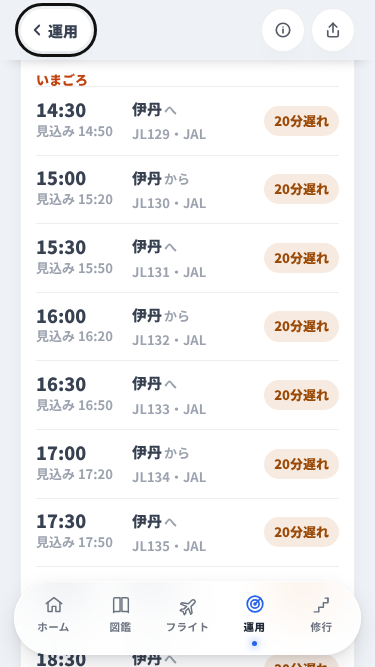 運用
いまごろ
14:30 伊丹 へ 20分遅れ
見込み 14:50 JL129・JAL
15:00 伊丹 から 20分遅れ
見込み 15:20 JL130・JAL
15:30 伊丹 へ 20分遅れ
見込み 15:50 JL131・JAL
16:00 伊丹 から 20分遅れ
見込み 16:20 JL132・JAL
16:30 伊丹 へ 20分遅れ
見込み 16:50 JL133・JAL
17:00 伊丹 から 20分遅れ
見込み 17:20 JL134・JAL
17:30 伊丹 へ 20分遅れ
見込み 17:50 JL135・JAL
ホーム 図鑑 フライト 運用 修行
18:30 伊丹 へ 20分遅れ